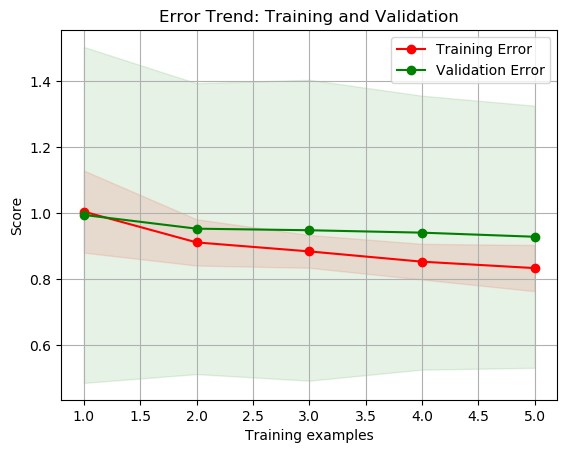 Error Trend: Training and Validation
Training Error
Validation Error
1.4
1.2
1.0
0.8
0.6
Score
1.0
1.5
2.0
2.5
3.0
3.5
4.0
4.5
5.0
Training examples